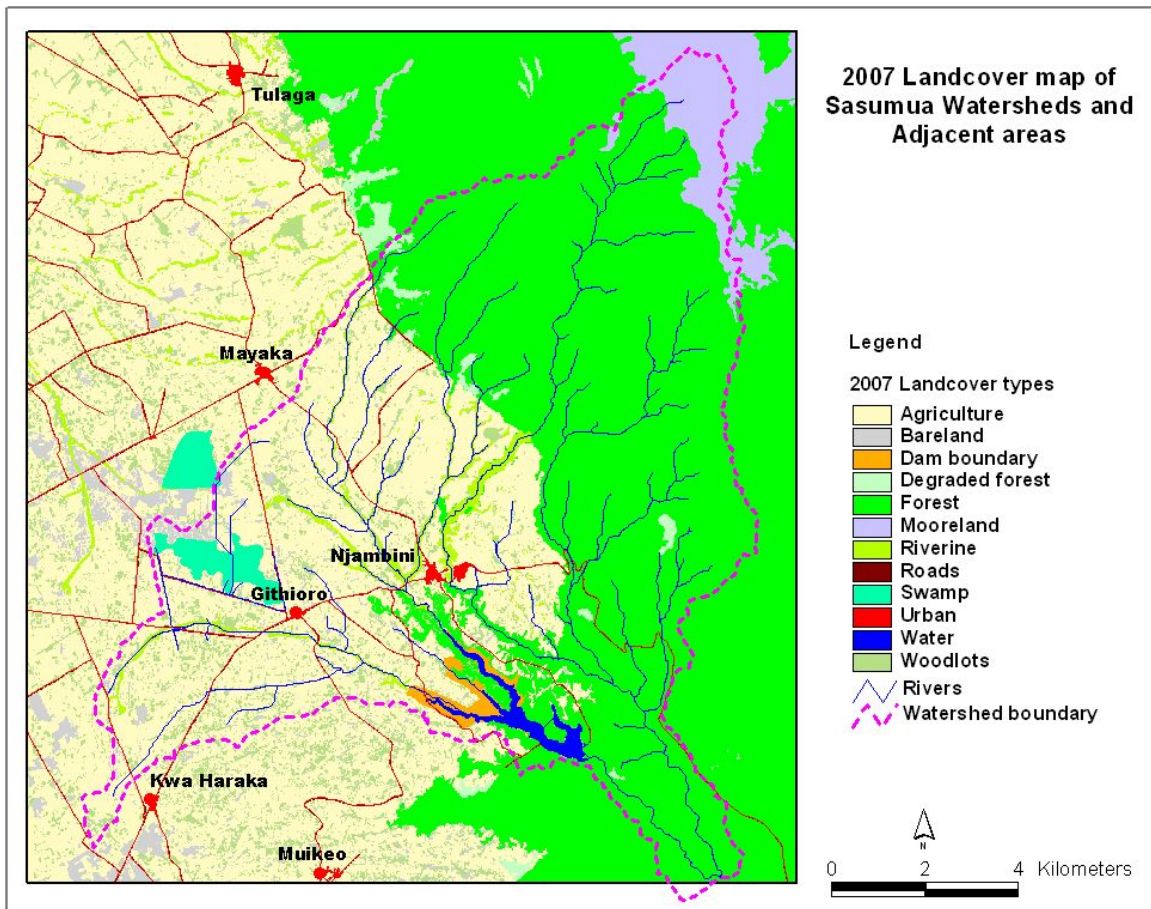 2007 Landcover map of
Sasumua Watersheds and
Adjacent areas
Tulaga
Mayaka
Njambini
Githioro
Kwa Haraka
Muikeo
Legend
2007 Landcover types
Agriculture
Bareland
Dam boundary
Degraded forest
Forest
Mooreland
Riverine
Roads
Swamp
Urban
Water
Woodlots
Rivers
Watershed boundary
N
0 2 4 Kilometers